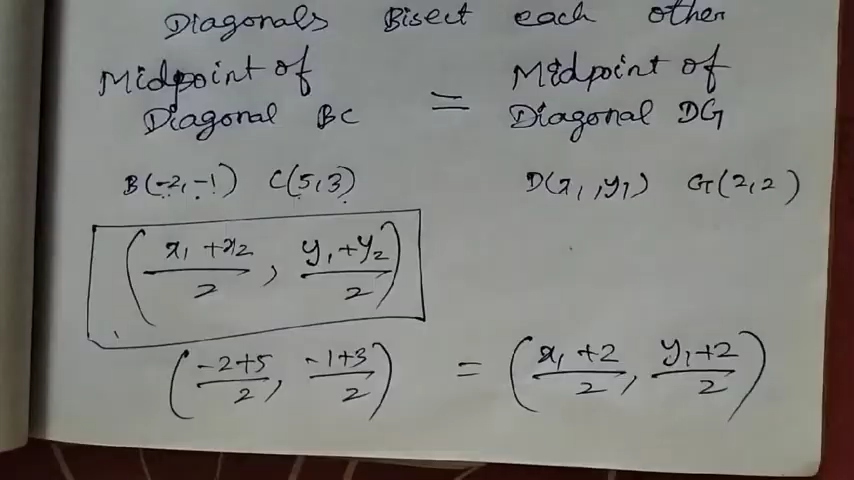 Diagonals Bisect each other
Midpoint of Diagonal BC = Midpoint of Diagonal DG
B(-2,-1) C(5,3) D(x₁,y₁) G(2,2)
((x₁+x₂)/2, (y₁+y₂)/2)
((-2+5)/2, (-1+3)/2) = ((x₁+2)/2, (y₁+2)/2)